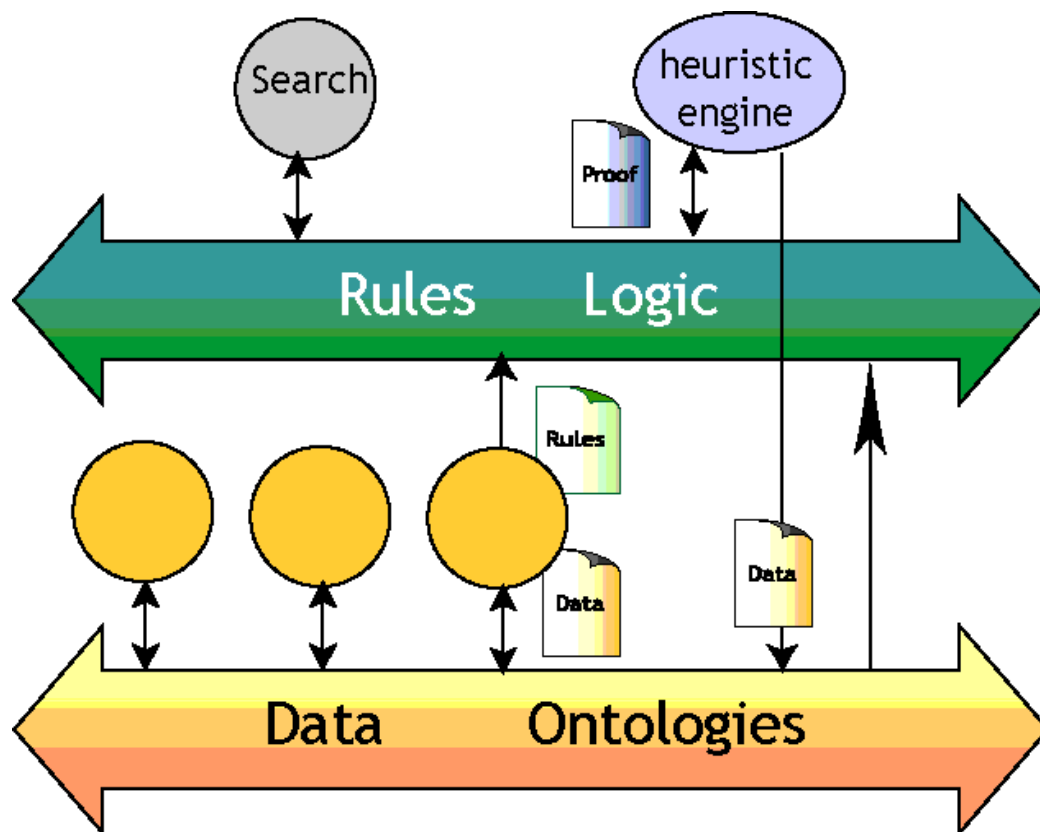 Search
heuristic
engine
Proof
Rules Logic
Rules
Data
Data
Data Ontologies